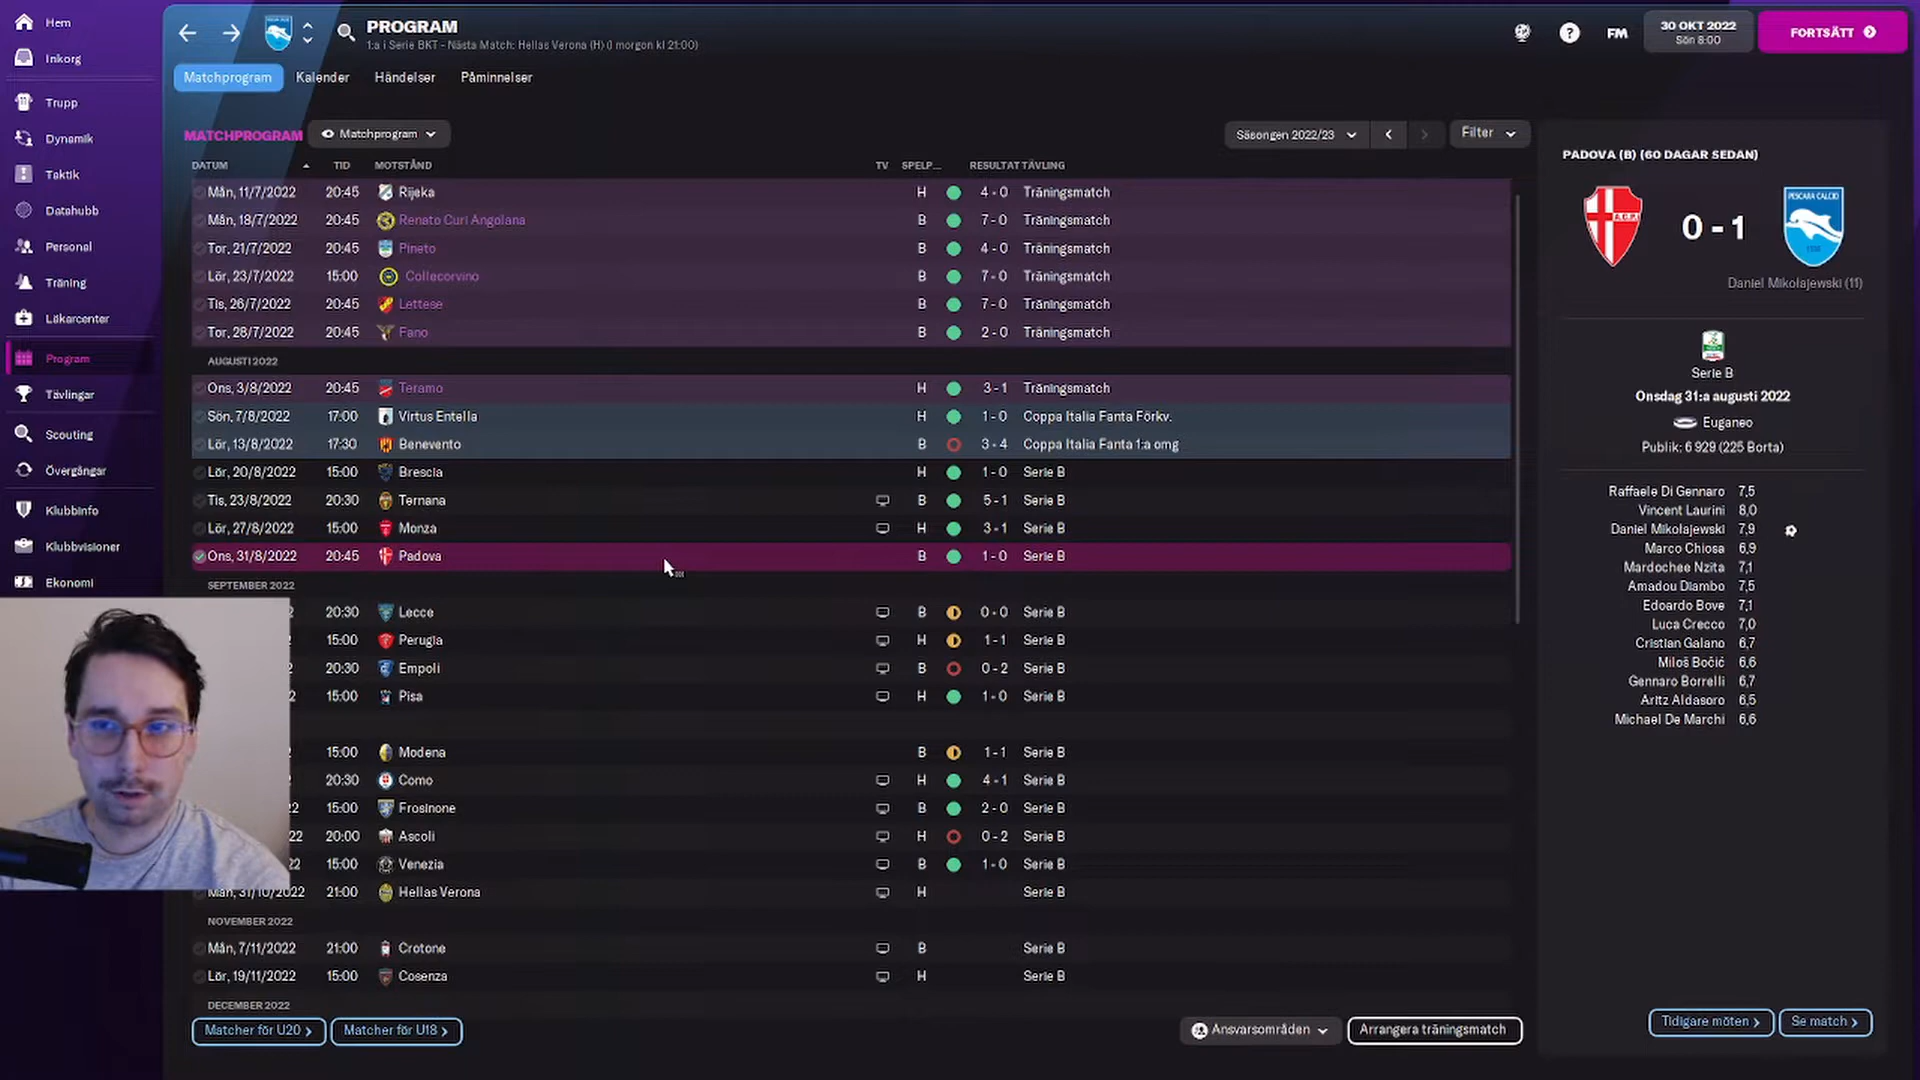 Hem
Inkorg
Trupp
Dynamik
Taktik
Datahubb
Personal
Träning
Läkarcenter
Program
Tävlingar
Scouting
Övergångar
Klubbinfo
Klubbvisioner
Ekonomi
PROGRAM
1:a i Serie BKT - Nästa Match: Hellas Verona (H) (I morgon kl 21:00)
FM
30 OKT 2022
Sön 8:00
FORTSÄTT
Matchprogram Kalender Händelser Påminnelser
MATCHPROGRAM Matchprogram Säsongen 2022/23 Filter
DATUM TID MOTSTÅND TV SPELP... RESULTAT TÄVLING
Mån, 11/7/2022 20:45 Rijeka H 4 - 0 Träningsmatch
Mån, 18/7/2022 20:45 Renato Curi Angolana B 7 - 0 Träningsmatch
Tor, 21/7/2022 20:45 Pineto B 4 - 0 Träningsmatch
Lör, 23/7/2022 15:00 Collecorvino B 7 - 0 Träningsmatch
Tis, 26/7/2022 20:45 Lettese B 7 - 0 Träningsmatch
Tor, 28/7/2022 20:45 Fano B 2 - 0 Träningsmatch
AUGUSTI 2022
Ons, 3/8/2022 20:45 Teramo H 3 - 1 Träningsmatch
Sön, 7/8/2022 17:00 Virtus Entella H 1 - 0 Coppa Italia Fanta Förkv.
Lör, 13/8/2022 17:30 Benevento B 3 - 4 Coppa Italia Fanta 1:a omg
Lör, 20/8/2022 15:00 Brescia H 1 - 0 Serie B
Tis, 23/8/2022 20:30 Ternana B 5 - 1 Serie B
Lör, 27/8/2022 15:00 Monza H 3 - 1 Serie B
Ons, 31/8/2022 20:45 Padova B 1 - 0 Serie B
SEPTEMBER 2022
20:30 Lecce B 0 - 0 Serie B
15:00 Perugia H 1 - 1 Serie B
20:30 Empoli B 0 - 2 Serie B
15:00 Pisa H 1 - 0 Serie B
15:00 Modena B 1 - 1 Serie B
20:30 Como H 4 - 1 Serie B
15:00 Frosinone B 2 - 0 Serie B
20:00 Ascoli H 0 - 2 Serie B
15:00 Venezia B 1 - 0 Serie B
Mån, 31/10/2022 21:00 Hellas Verona H Serie B
NOVEMBER 2022
Mån, 7/11/2022 21:00 Crotone B Serie B
Lör, 19/11/2022 15:00 Cosenza H Serie B
DECEMBER 2022
Matcher för U20 Matcher för U18 Ansvarsområden Arrangera träningsmatch
PADOVA (B) (60 DAGAR SEDAN)
A.C.P.
0 - 1
PESCARA CALCIO
Daniel Mikolajewski (11)
Serie B
Onsdag 31:a augusti 2022
Euganeo
Publik: 6 929 (225 Borta)
Raffaele Di Gennaro 7,5
Vincent Laurini 8,0
Daniel Mikolajewski 7,9
Marco Chiosa 6,9
Mardochee Nzita 7,1
Amadou Diambo 7,5
Edoardo Bove 7,1
Luca Crecco 7,0
Cristian Galano 6,7
Miloš Bočić 6,6
Gennaro Borrelli 6,7
Aritz Aldasoro 6,5
Michael De Marchi 6,6
Tidigare möten Se match